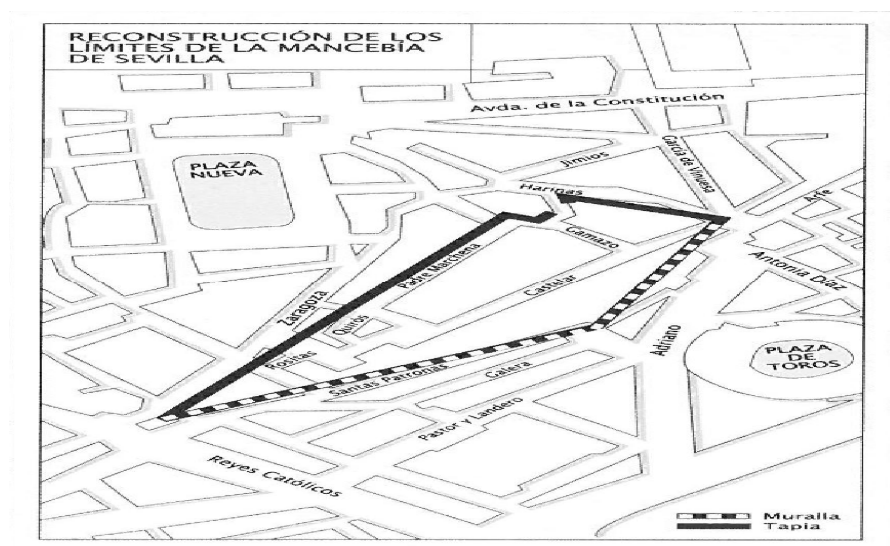 RECONSTRUCCIÓN DE LOS
LÍMITES DE LA MANCEBÍA
DE SEVILLA
Avda. de la Constitución
PLAZA
NUEVA
Jimios
García de Vinuesa
Harinas
Arfe
Gamazo
Padre Marchena
Castelar
Antonia Díaz
Zaragoza
Quirós
Adriano
PLAZA
DE
TOROS
Rositas
Santas Patronas
Galera
Pastor y Landero
Reyes Católicos
Muralla
Tapia